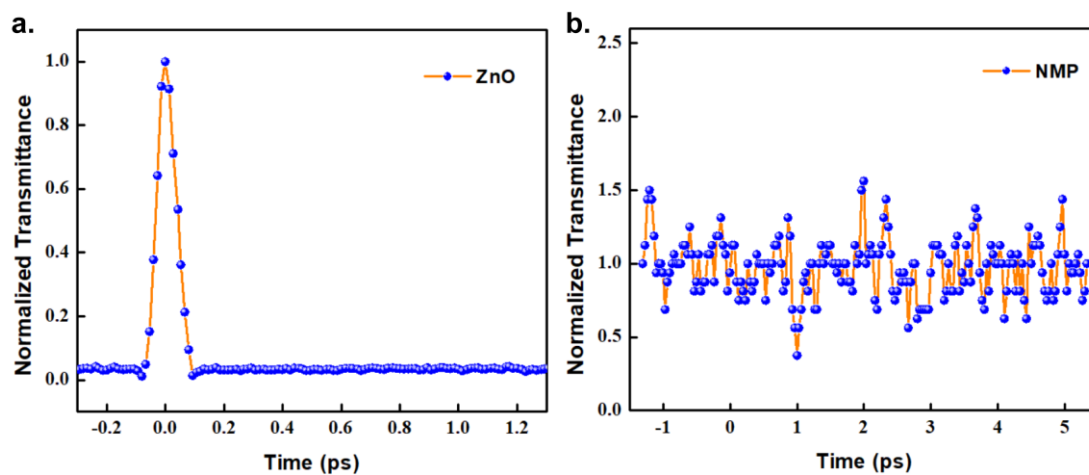 a.
Normalized Transmittance
1.0
0.8
0.6
0.4
0.2
0.0
ZnO
-0.2 0.0 0.2 0.4 0.6 0.8 1.0 1.2
Time (ps)
b.
Normalized Transmittance
2.5
2.0
1.5
1.0
0.5
0.0
NMP
-1 0 1 2 3 4 5
Time (ps)